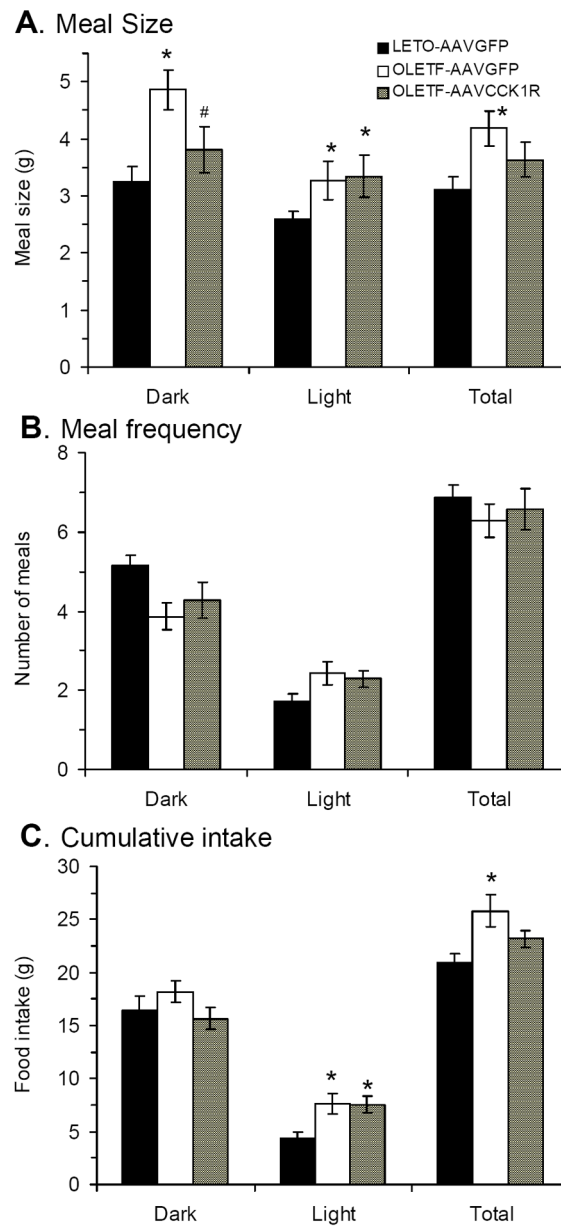 A. Meal Size
LETO-AAVGFP
OLETF-AAVGFP
OLETF-AAVCCK1R
Meal size (g)
5
4
3
2
1
0
*
#
*
*
*
Dark
Light
Total
B. Meal frequency
Number of meals
8
6
4
2
0
Dark
Light
Total
C. Cumulative intake
Food intake (g)
30
25
20
15
10
5
0
*
*
*
Dark
Light
Total